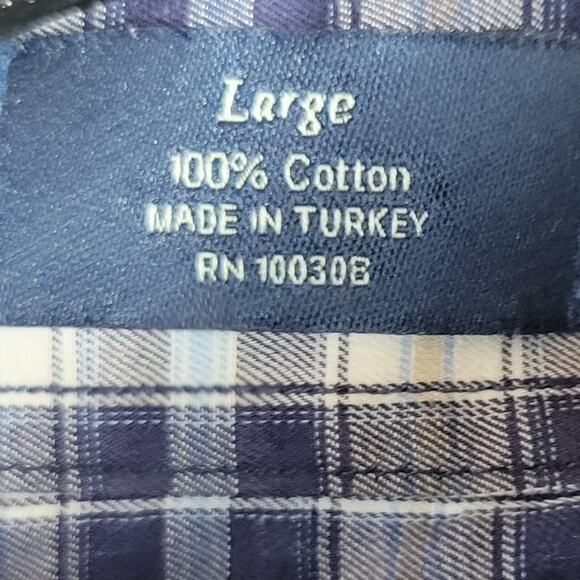 Large
100% Cotton
MADE IN TURKEY
RN 100308